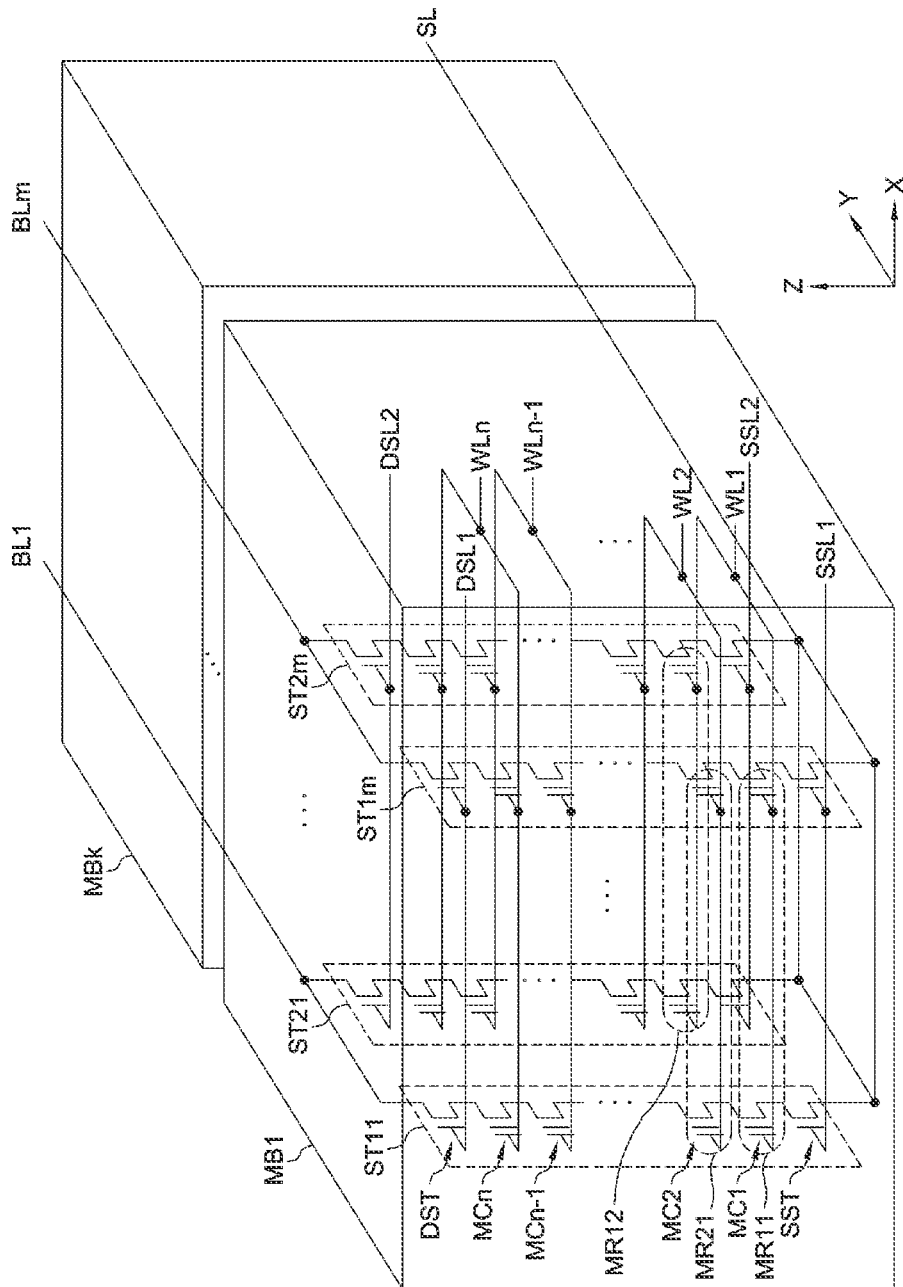 BL1
BLm
SL
MBk
MB1
ST11
ST21
ST1m
ST2m
DSL2
DSL1
WLn
WLn-1
WL2
WL1
SSL2
SSL1
DST
MCn
MCn-1
MR12
MC2
MR21
MC1
MR11
SST
Z
Y
X